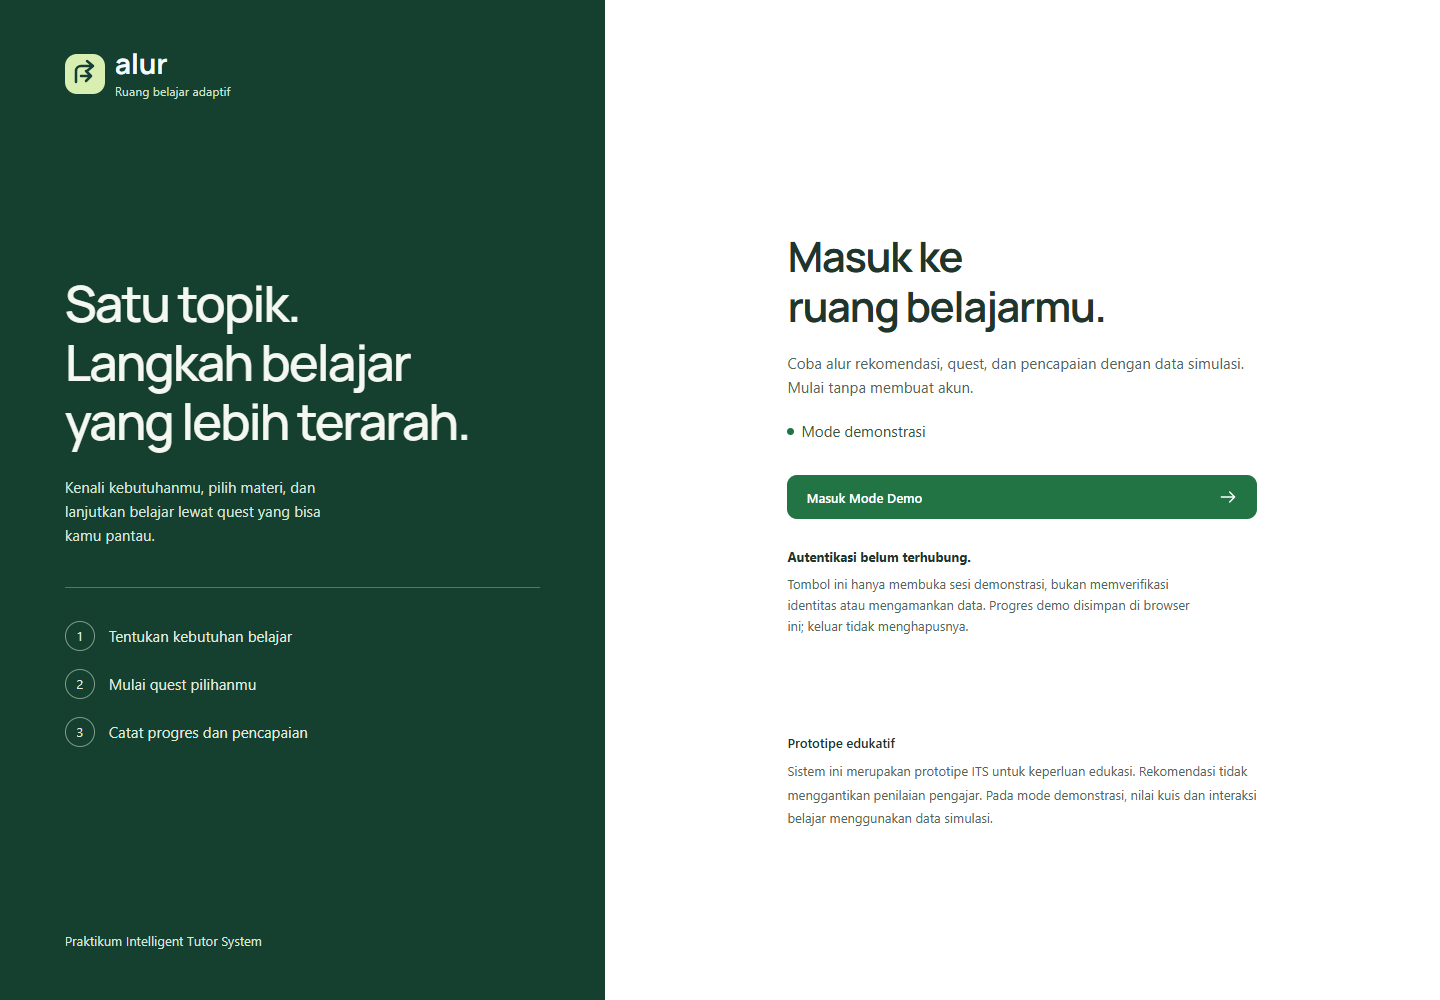 alur
Ruang belajar adaptif
Satu topik.
Langkah belajar
yang lebih terarah.
Kenali kebutuhanmu, pilih materi, dan
lanjutkan belajar lewat quest yang bisa
kamu pantau.
1 Tentukan kebutuhan belajar
2 Mulai quest pilihanmu
3 Catat progres dan pencapaian
Praktikum Intelligent Tutor System
Masuk ke
ruang belajarmu.
Coba alur rekomendasi, quest, dan pencapaian dengan data simulasi.
Mulai tanpa membuat akun.
Mode demonstrasi
Masuk Mode Demo
Autentikasi belum terhubung.
Tombol ini hanya membuka sesi demonstrasi, bukan memverifikasi
identitas atau mengamankan data. Progres demo disimpan di browser
ini; keluar tidak menghapusnya.
Prototipe edukatif
Sistem ini merupakan prototipe ITS untuk keperluan edukasi. Rekomendasi tidak
menggantikan penilaian pengajar. Pada mode demonstrasi, nilai kuis dan interaksi
belajar menggunakan data simulasi.